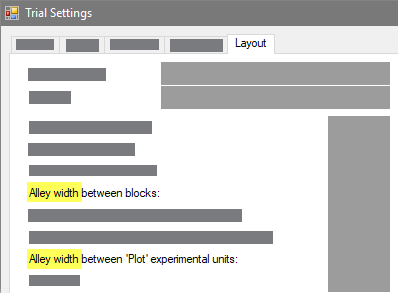 Trial Settings
Layout
Alley width between blocks:
Alley width between 'Plot' experimental units: